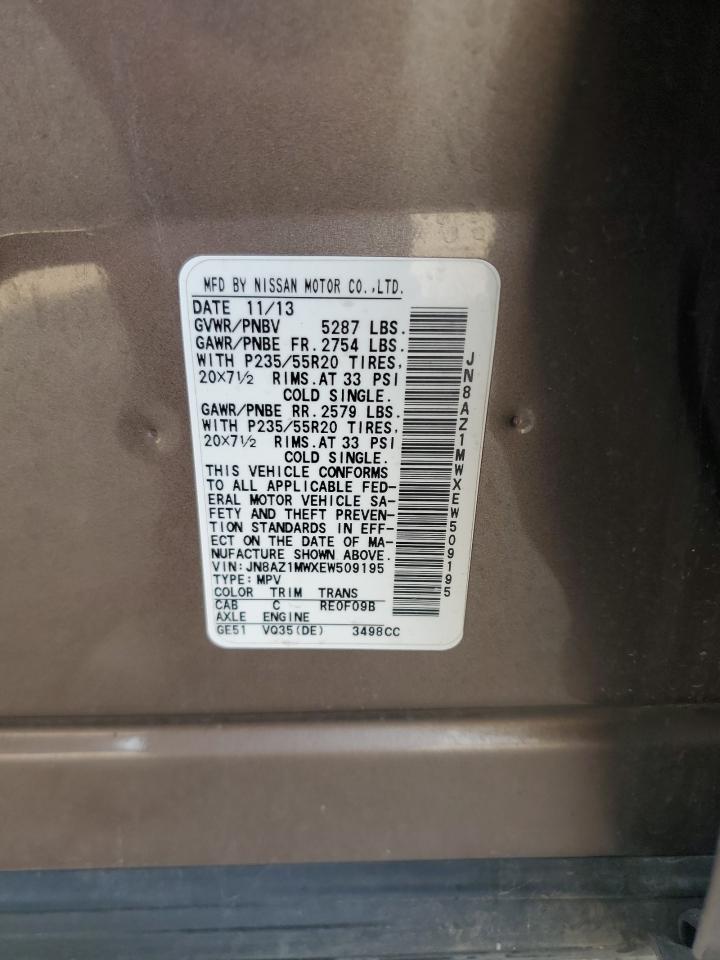 MFD BY NISSAN MOTOR CO.,LTD.
DATE 11/13
GVWR/PNBV 5287 LBS.
GAWR/PNBE FR. 2754 LBS.
WITH P235/55R20 TIRES,
20×7½ RIMS.AT 33 PSI
COLD SINGLE.
GAWR/PNBE RR. 2579 LBS.
WITH P235/55R20 TIRES,
20×7½ RIMS.AT 33 PSI
COLD SINGLE.
THIS VEHICLE CONFORMS
TO ALL APPLICABLE FED-
ERAL MOTOR VEHICLE SA-
FETY AND THEFT PREVEN-
TION STANDARDS IN EFF-
ECT ON THE DATE OF MA-
NUFACTURE SHOWN ABOVE.
VIN:JN8AZ1MWXEW509195
TYPE:MPV
COLOR TRIM TRANS
CAB C RE0F09B
AXLE ENGINE
GE51 VQ35(DE) 3498CC
JN8AZ1MWXEW509195